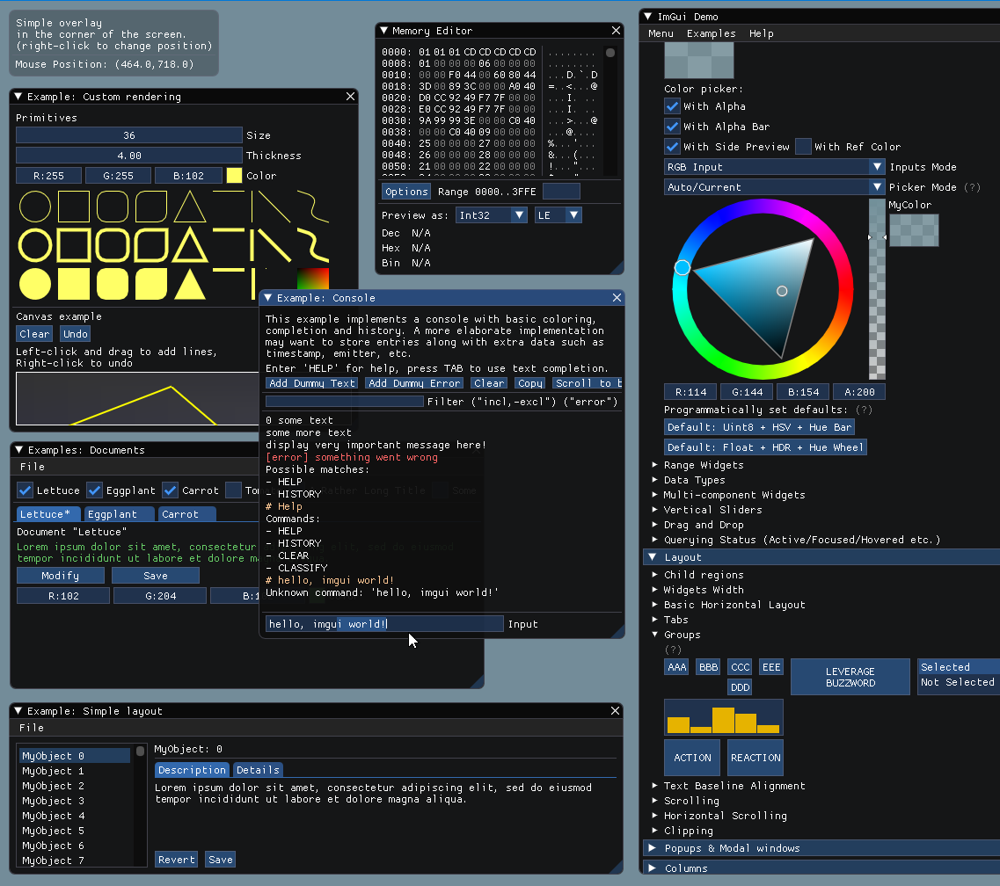 Simple overlay
in the corner of the screen.
(right-click to change position)
Mouse Position: (464.0,718.0)
Example: Custom rendering
Primitives
36 Size
4.00 Thickness
R:255 G:255 B:102 Color
Canvas example
Clear Undo
Left-click and drag to add lines,
Right-click to undo
Memory Editor
0000: 01 01 01 CD CD CD CD CD ........
0008: 01 00 00 00 06 00 00 00 ........
0010: 00 00 F0 44 00 60 80 44 ...D.`.D
0018: 3D 00 89 3C 00 00 A0 40 =..<...@
0020: D0 CC 92 49 F7 7F 00 00 ...I. ..
0028: E0 CC 92 49 F7 7F 00 00 ...I. ..
0030: 9A 99 99 3E 00 00 C0 40 ...>...@
0038: 00 00 C0 40 09 00 00 00 ...@....
0040: 25 00 00 00 27 00 00 00 %...'...
0048: 26 00 00 00 28 00 00 00 &...(...
0050: 21 00 00 00 22 00 00 00 !..."...
Options Range 0000..3FFE
Preview as: Int32 LE
Dec N/A
Hex N/A
Bin N/A
Example: Console
This example implements a console with basic coloring,
completion and history. A more elaborate implementation
may want to store entries along with extra data such as
timestamp, emitter, etc.
Enter 'HELP' for help, press TAB to use text completion.
Add Dummy Text Add Dummy Error Clear Copy Scroll to b
Filter ("incl,-excl") ("error")
0 some text
some more text
display very important message here!
[error] something went wrong
Possible matches:
- HELP
- HISTORY
# Help
Commands:
- HELP
- HISTORY
- CLEAR
- CLASSIFY
# hello, imgui world!
Unknown command: 'hello, imgui world!'
hello, imgui world! Input
Examples: Documents
File
Lettuce Eggplant Carrot To Rather Long Title Some
Lettuce* Eggplant Carrot
Document "Lettuce"
Lorem ipsum dolor sit amet, consectetur elit, sed do eiusmod
tempor incididunt ut labore et dolore ma
Modify Save
R:102 G:204 B:1
Example: Simple layout
File
MyObject 0
MyObject 1
MyObject 2
MyObject 3
MyObject 4
MyObject 5
MyObject 6
MyObject 7
MyObject: 0
Description Details
Lorem ipsum dolor sit amet, consectetur adipiscing elit, sed do eiusmod
tempor incididunt ut labore et dolore magna aliqua.
Revert Save
ImGui Demo
Menu Examples Help
Color picker:
With Alpha
With Alpha Bar
With Side Preview With Ref Color
RGB Input Inputs Mode
Auto/Current Picker Mode (?)
MyColor
R:114 G:144 B:154 A:200
Programmatically set defaults: (?)
Default: Uint8 + HSV + Hue Bar
Default: Float + HDR + Hue Wheel
Range Widgets
Data Types
Multi-component Widgets
Vertical Sliders
Drag and Drop
Querying Status (Active/Focused/Hovered etc.)
Layout
Child regions
Widgets Width
Basic Horizontal Layout
Tabs
Groups
(?)
AAA BBB CCC EEE
DDD
LEVERAGE
BUZZWORD
Selected
Not Selected
ACTION REACTION
Text Baseline Alignment
Scrolling
Horizontal Scrolling
Clipping
Popups & Modal windows
Columns